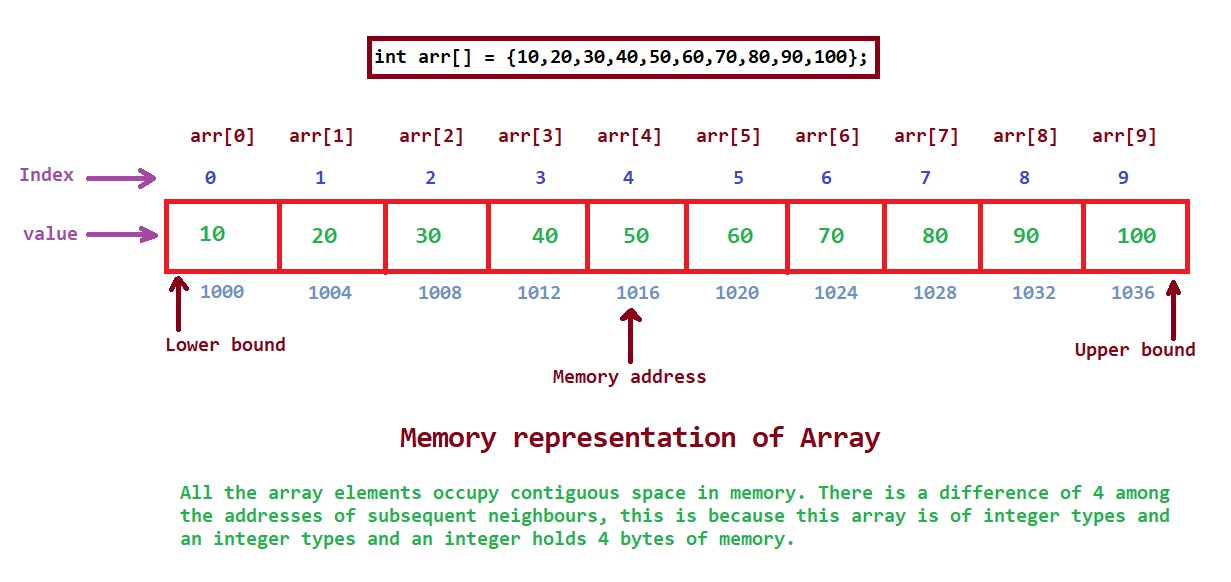 int arr[] = {10,20,30,40,50,60,70,80,90,100};
arr[0] arr[1] arr[2] arr[3] arr[4] arr[5] arr[6] arr[7] arr[8] arr[9]
Index 0 1 2 3 4 5 6 7 8 9
value 10 20 30 40 50 60 70 80 90 100
1000 1004 1008 1012 1016 1020 1024 1028 1032 1036
Lower bound
Upper bound
Memory address
Memory representation of Array
All the array elements occupy contiguous space in memory. There is a difference of 4 among
the addresses of subsequent neighbours, this is because this array is of integer types and
an integer types and an integer holds 4 bytes of memory.